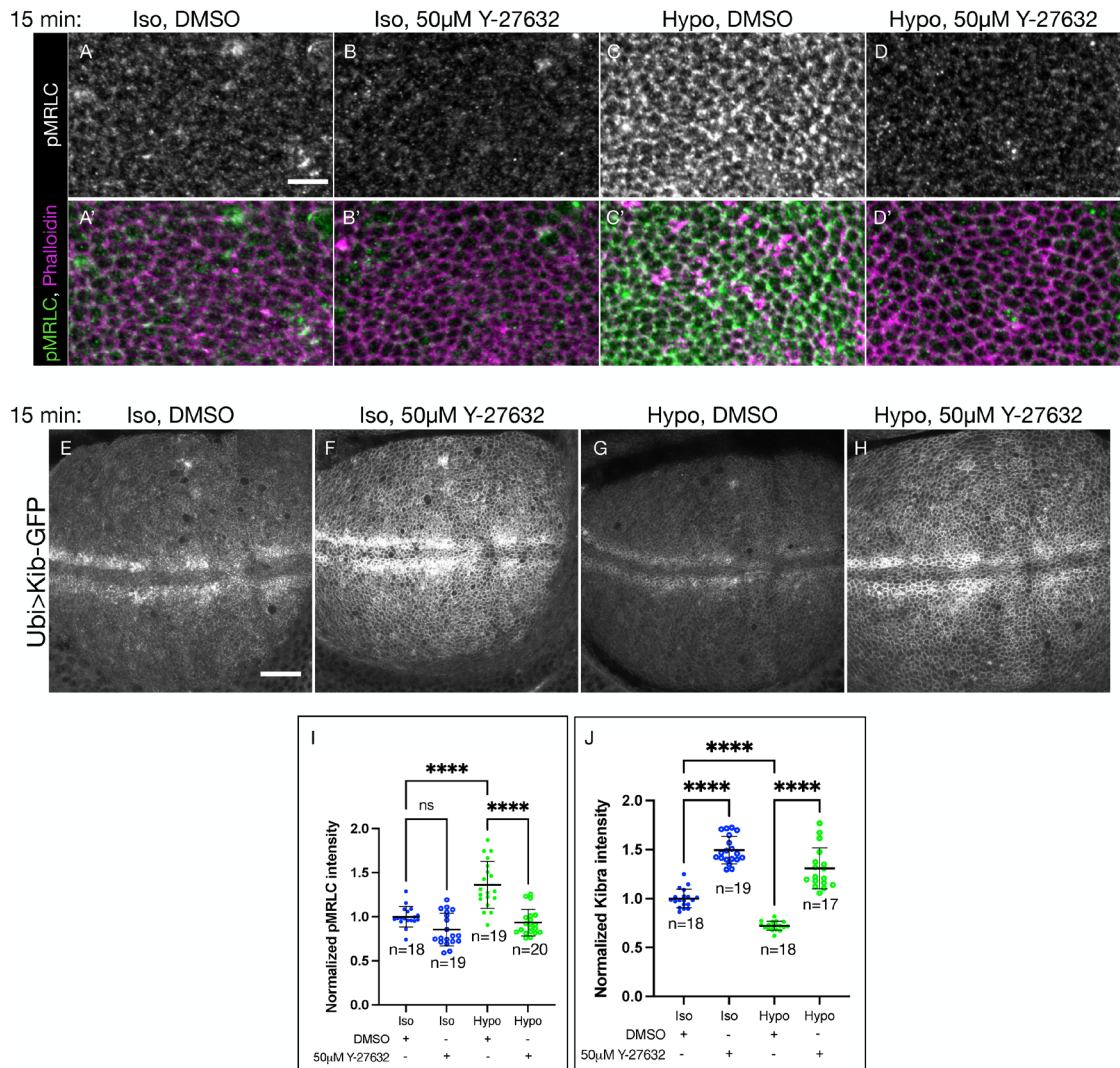 15 min: Iso, DMSO Iso, 50µM Y-27632 Hypo, DMSO Hypo, 50µM Y-27632
pMRLC
A B C D
pMRLC, Phalloidin
A' B' C' D'
15 min: Iso, DMSO Iso, 50µM Y-27632 Hypo, DMSO Hypo, 50µM Y-27632
Ubi>Kib-GFP
E F G H
I
Normalized pMRLC intensity
2.0
1.5
1.0
0.5
0.0
****
ns
****
n=18
n=19
n=19
n=20
Iso Iso Hypo Hypo
DMSO + - + -
50µM Y-27632 - + - +
J
Normalized Kiibra intensity
2.0
1.5
1.0
0.5
0.0
****
**** ****
n=18
n=19
n=18
n=17
Iso Iso Hypo Hypo
DMSO + - + -
50µM Y-27632 - + - +